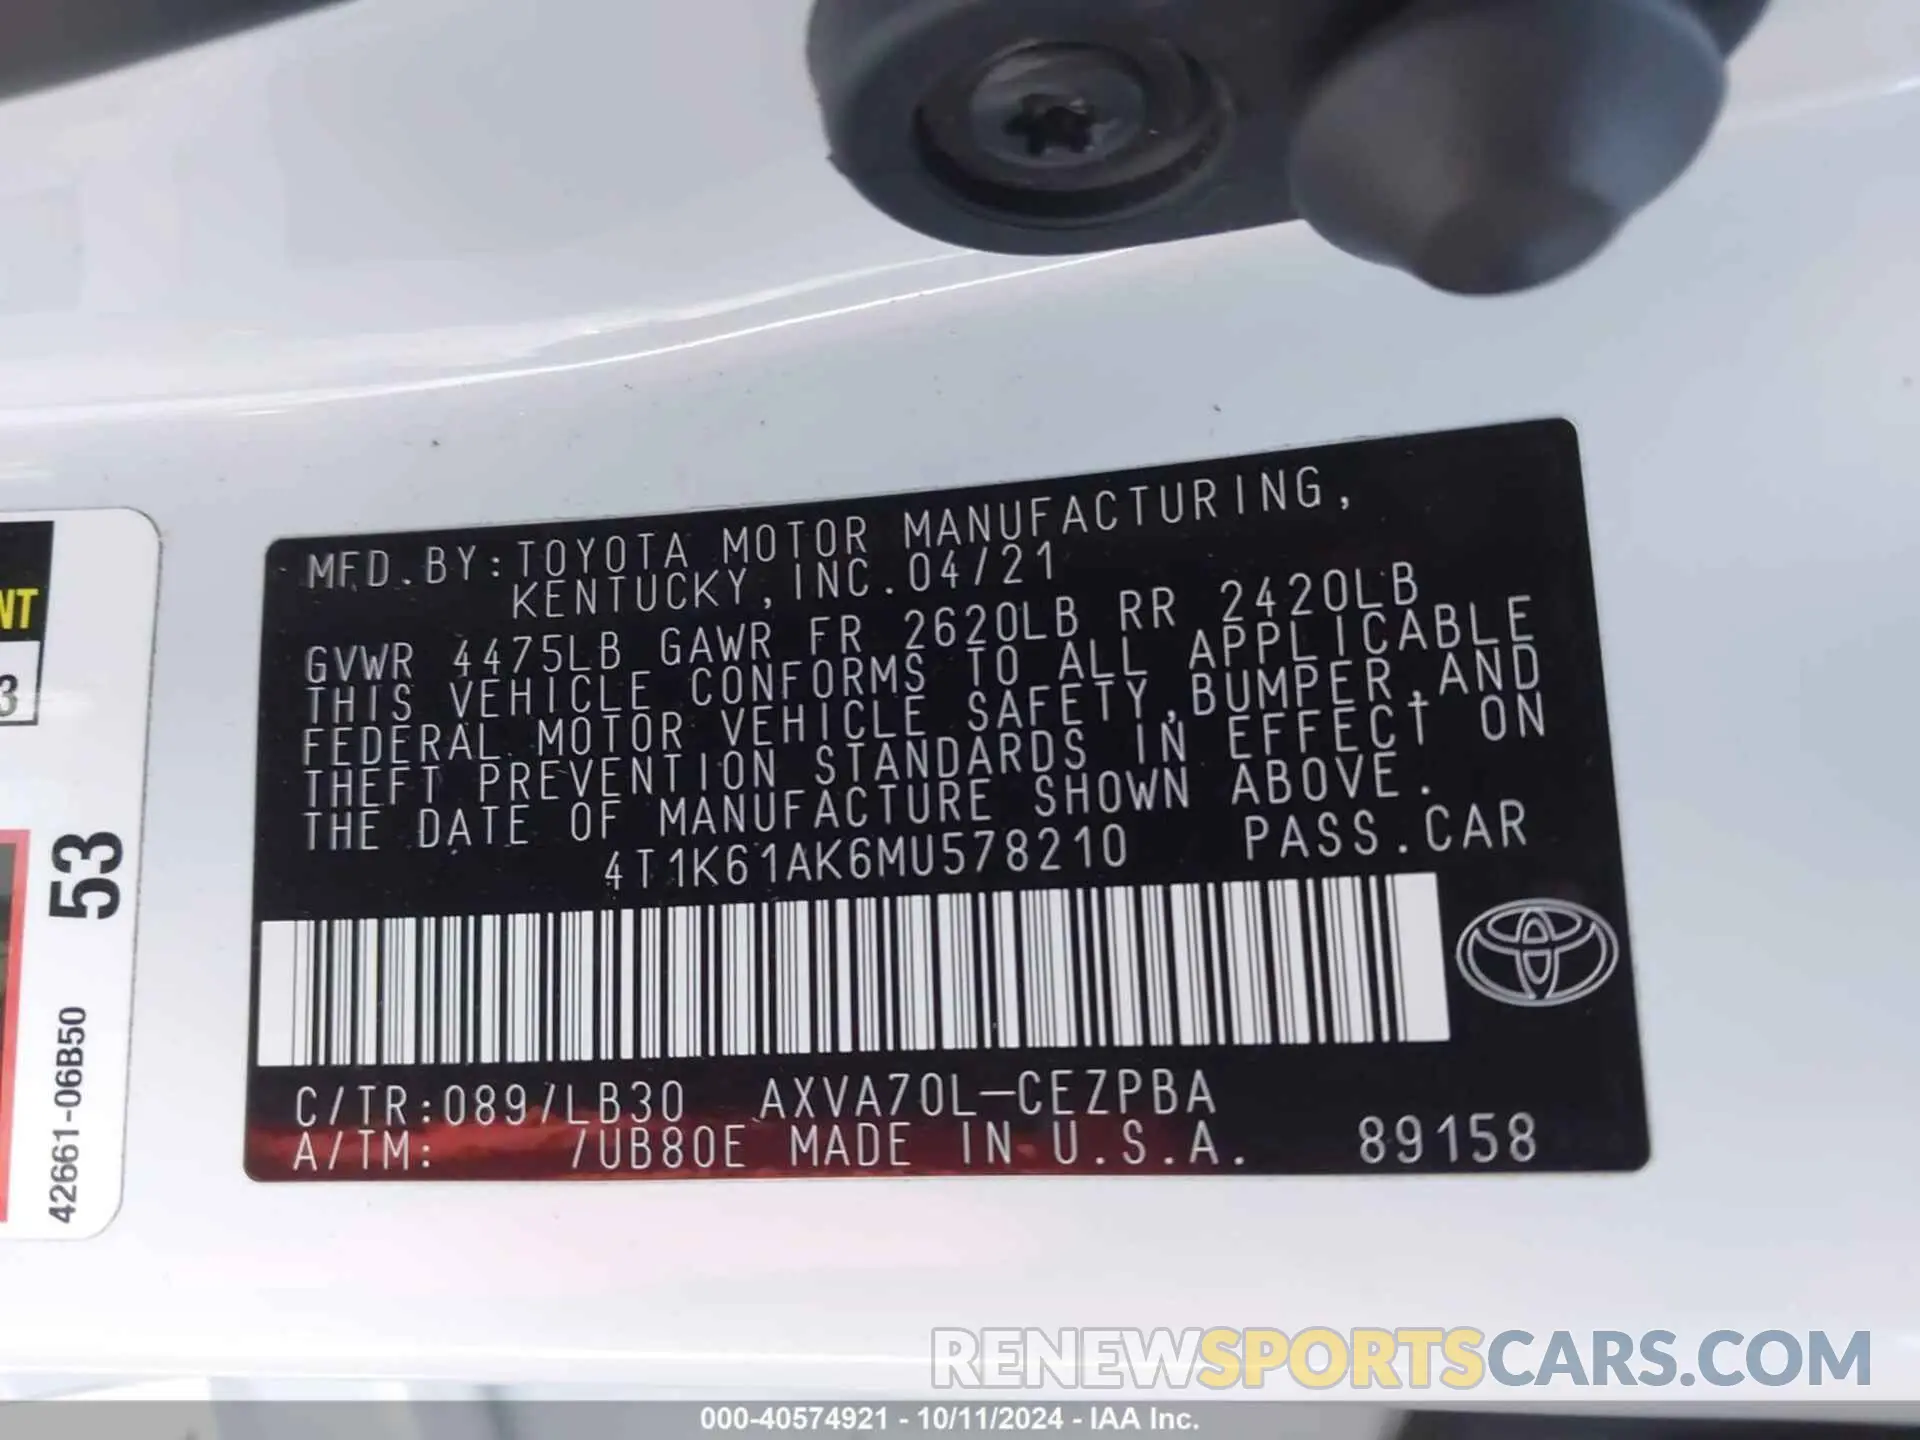 MFD.BY:TOYOTA MOTOR MANUFACTURING,
KENTUCKY,INC.04/21
GVWR 4475LB GAWR FR 2620LB RR 2420LB
THIS VEHICLE CONFORMS TO ALL APPLICABLE
FEDERAL MOTOR VEHICLE SAFETY,BUMPER,AND
THEFT PREVENTION STANDARDS IN EFFECT ON
THE DATE OF MANUFACTURE SHOWN ABOVE.
4T1K61AK6MU578210 PASS.CAR
C/TR:089/LB30 AXVA70L-CEZPBA
A/TM: /UB80E MADE IN U.S.A. 89158
NT
3
53
42661-06B50
RENEWSPORTSCARS.COM
000-40574921 - 10/11/2024 - IAA Inc.